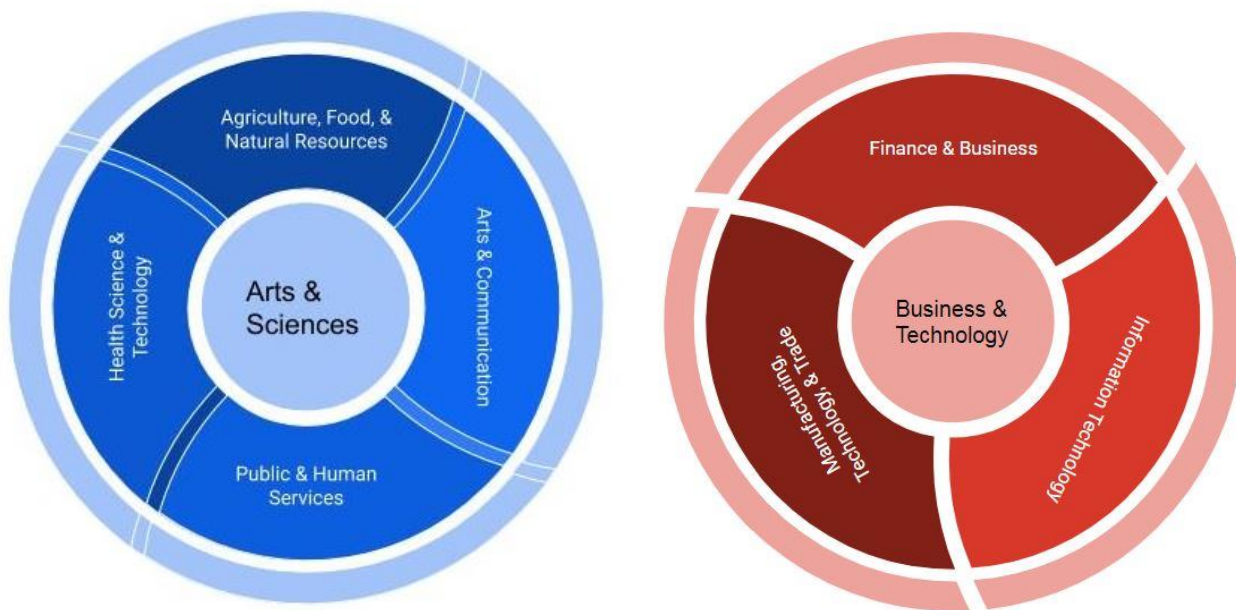 Agriculture, Food, &
Natural Resources
Arts & Communication
Health Science &
Technology
Arts &
Sciences
Public & Human
Services
Finance & Business
Information Technology
Manufacturing,
Technology, & Trade
Business &
Technology